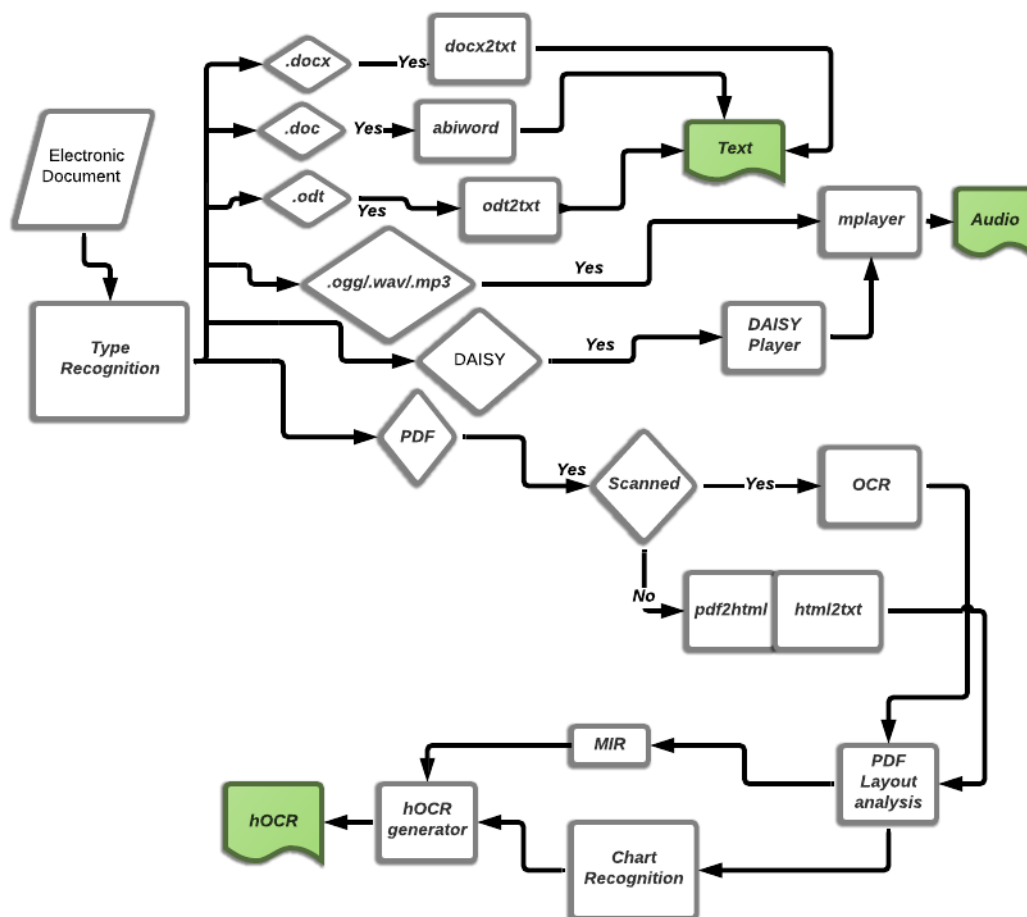 .docx
Yes
docx2txt
.doc
Yes
abiword
Text
Electronic
Document
.odt
Yes
odt2txt
mplayer
Audio
.ogg/.wav/.mp3
Yes
Type
Recognition
DAISY
Yes
DAISY
Player
PDF
Yes
Scanned
Yes
OCR
No
pdf2html
html2txt
MIR
PDF
Layout
analysis
hOCR
hOCR
generator
Chart
Recognition